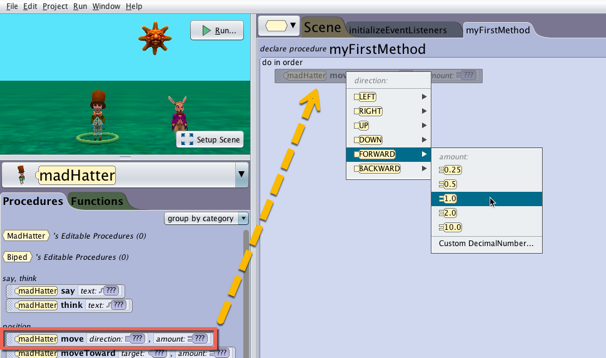 File Edit Project Run Window Help
Run...
Setup Scene
Scene initializeEventListeners myFirstMethod
declare procedure myFirstMethod
do in order
madHatter mov amount: ???
direction:
LEFT
RIGHT
UP
DOWN
FORWARD
BACKWARD
amount:
0.25
0.5
1.0
2.0
10.0
Custom DecimalNumber...
madHatter
Procedures Functions
group by category
MadHatter 's Editable Procedures (0)
Biped 's Editable Procedures (0)
say, think
madHatter say text: ???
madHatter think text: ???
position
madHatter move direction: ??? , amount: ???
madHatter moveToward target: ??? , amount: ???